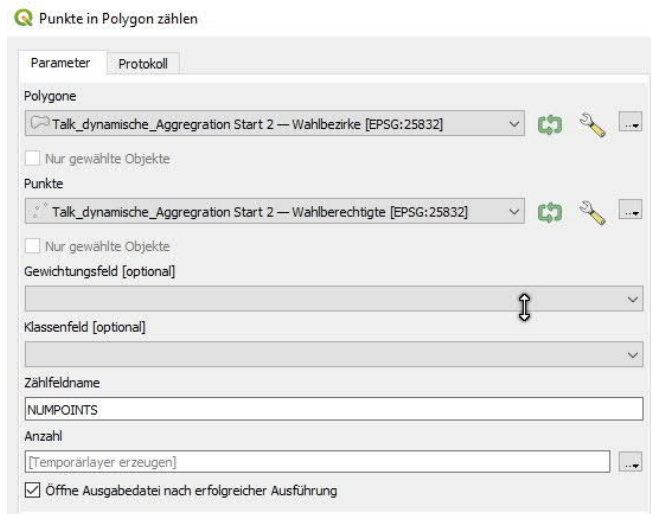 Punkte in Polygon zählen
Parameter Protokoll
Polygone
Talk_dynamische_Aggregration Start 2 — Wahlbezirke [EPSG:25832]
Nur gewählte Objekte
Punkte
Talk_dynamische_Aggregration Start 2 — Wahlberechtigte [EPSG:25832]
Nur gewählte Objekte
Gewichtungsfeld [optional]
Klassenfeld [optional]
Zählfeldname
NUMPOINTS
Anzahl
[Temporärlayer erzeugen]
Öffne Ausgabedatei nach erfolgreicher Ausführung